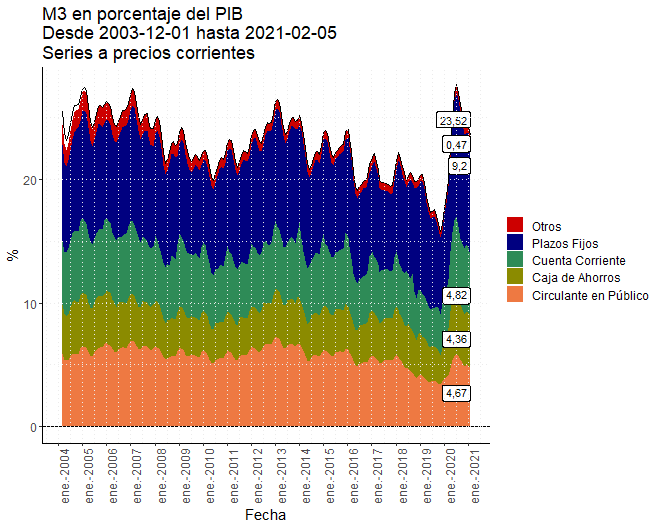 M3 en porcentaje del PIB
Desde 2003-12-01 hasta 2021-02-05
Series a precios corrientes
%
20
10
0
23,52
0,47
9,2
4,82
4,36
4,67
Otros
Plazos Fijos
Cuenta Corriente
Caja de Ahorros
Circulante en Público
ene.-2004
ene.-2005
ene.-2006
ene.-2007
ene.-2008
ene.-2009
ene.-2010
ene.-2011
ene.-2012
ene.-2013
ene.-2014
ene.-2015
ene.-2016
ene.-2017
ene.-2018
ene.-2019
ene.-2020
ene.-2021
Fecha